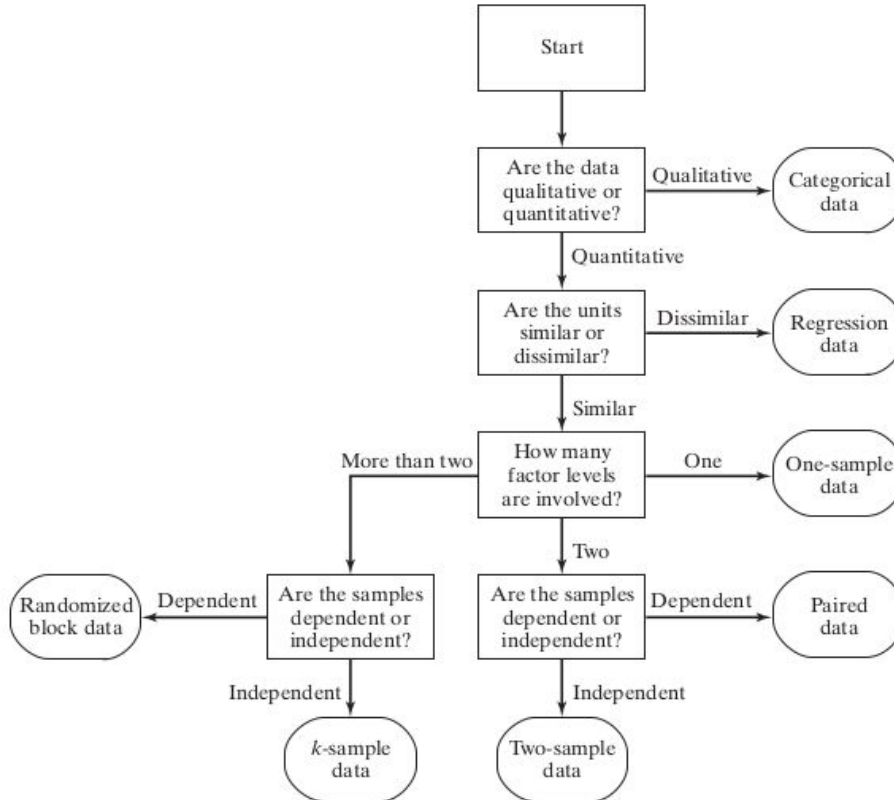 Start
Are the data
qualitative or
quantitative?
Qualitative
Categorical
data
Quantitative
Are the units
similar or
dissimilar?
Dissimilar
Regression
data
Similar
More than two
How many
factor levels
are involved?
One
One-sample
data
Two
Randomized
block data
Dependent
Are the samples
dependent or
independent?
Are the samples
dependent or
independent?
Dependent
Paired
data
Independent
Independent
k-sample
data
Two-sample
data